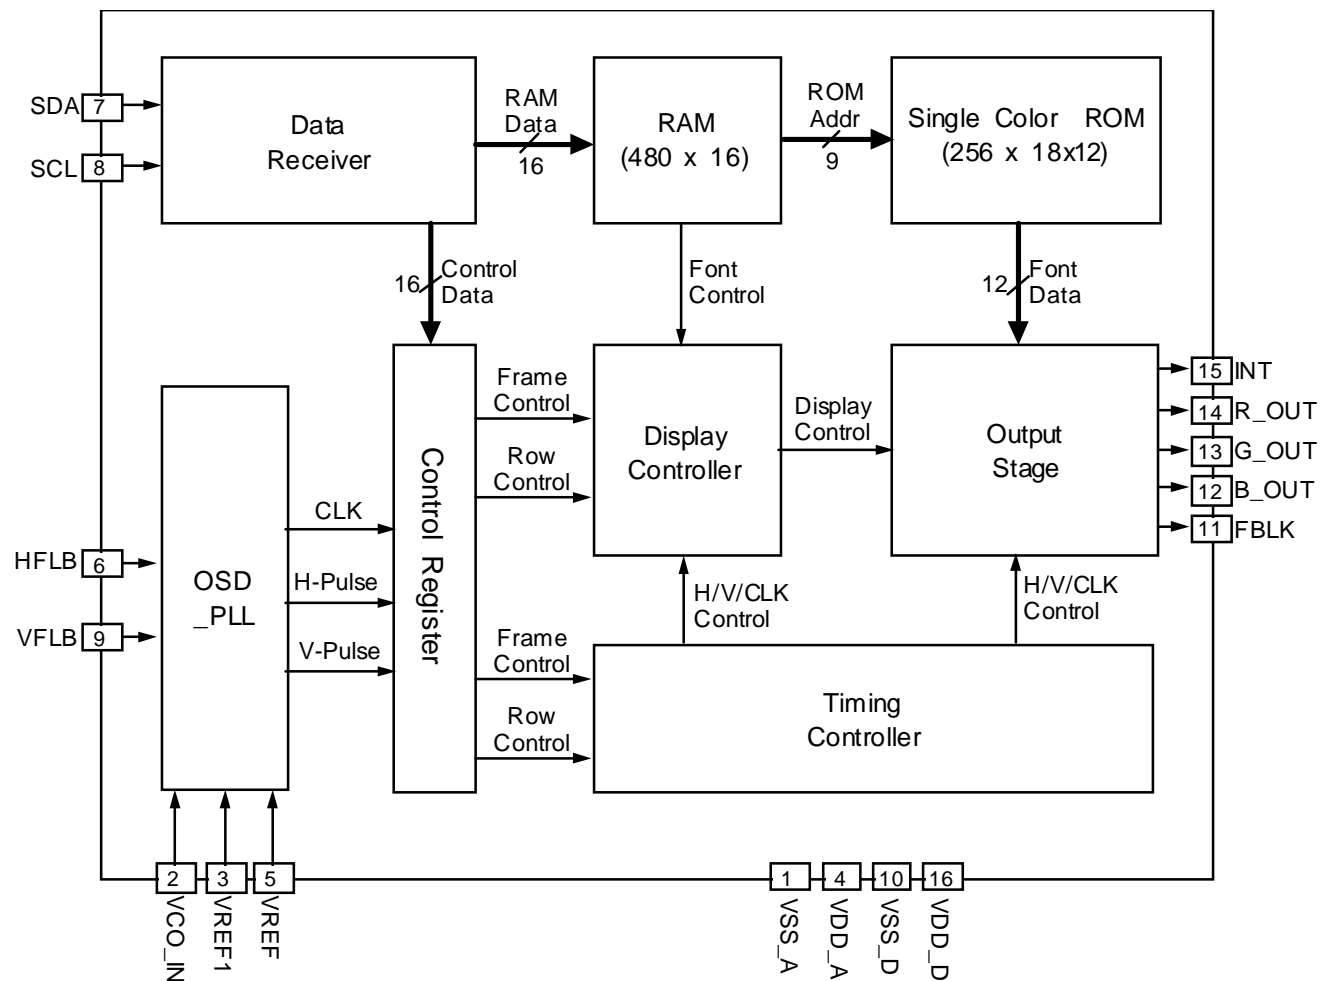 SDA
7
SCL
8
Data
Receiver
RAM
Data
16
RAM
(480 x 16)
ROM
Addr
9
Single Color ROM
(256 x 18x12)
16
Control
Data
Font
Control
12
Font
Data
HFLB
6
VFLB
9
OSD
_PLL
CLK
H-Pulse
V-Pulse
Control Register
Frame
Control
Row
Control
Frame
Control
Row
Control
Display
Controller
Display
Control
Output
Stage
15
INT
14
R_OUT
13
G_OUT
12
B_OUT
11
FBLK
H/V/CLK
Control
H/V/CLK
Control
Timing
Controller
2
VCO_IN
3
VREF1
5
VREF
1
VSS_A
4
VDD_A
10
VSS_D
16
VDD_D